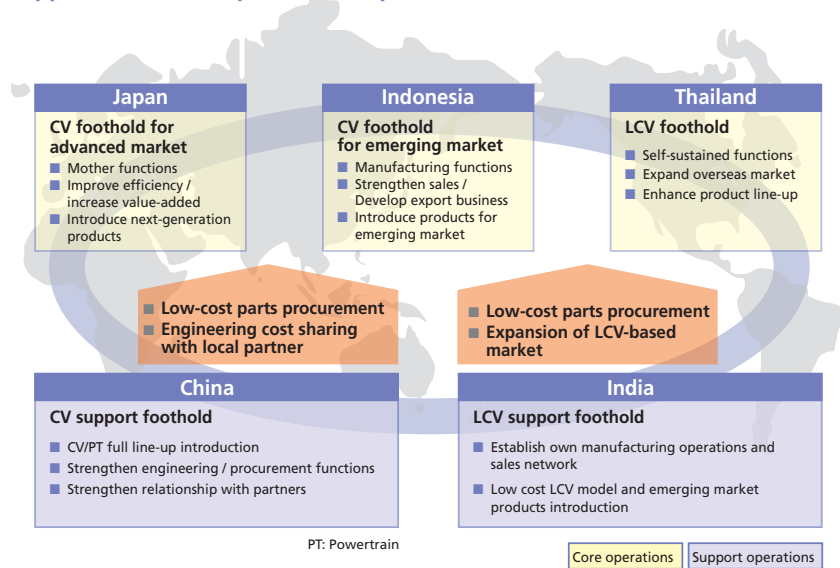 Japan
CV foothold for
advanced market
■ Mother functions
■ Improve efficiency /
increase value-added
■ Introduce next-generation
products
Indonesia
CV foothold
for emerging market
■ Manufacturing functions
■ Strengthen sales /
Develop export business
■ Introduce products for
emerging market
Thailand
LCV foothold
■ Self-sustained functions
■ Expand overseas market
■ Enhance product line-up
■ Low-cost parts procurement
■ Engineering cost sharing
with local partner
■ Low-cost parts procurement
■ Expansion of LCV-based
market
China
CV support foothold
■ CV/PT full line-up introduction
■ Strengthen engineering / procurement functions
■ Strengthen relationship with partners
India
LCV support foothold
■ Establish own manufacturing operations and
sales network
■ Low cost LCV model and emerging market
products introduction
PT: Powertrain
Core operations
Support operations